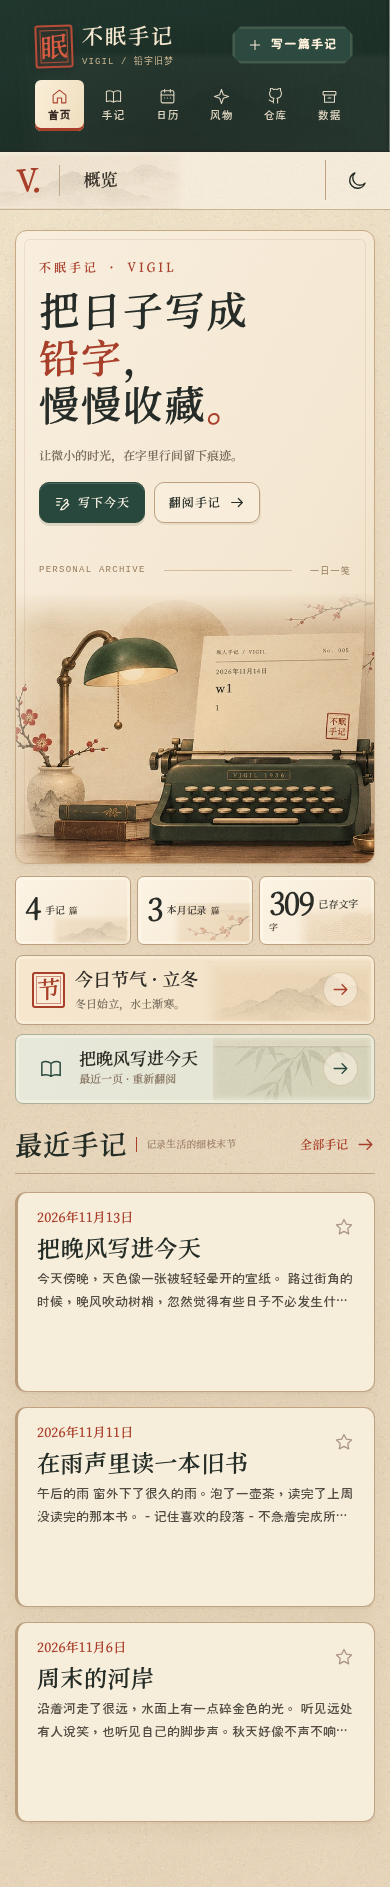 眠
不眠手记
VIGIL / 铅字旧梦
写一篇手记
首页
手记
日历
风物
仓库
数据
V.
概览
不眠手记 · VIGIL
把日子写成
铅字,
慢慢收藏。
让微小的时光，在字里行间留下痕迹。
写下今天
翻阅手记
PERSONAL ARCHIVE
一日一笺
私人手记 / VIGIL
No. 005
2026年11月14日
w1
1
不眠
手记
VIGIL 1936
4 手记 篇
3 本月记录 篇
309 已存文字
字
节
今日节气·立冬
冬日始立，水土渐寒。
把晚风写进今天
最近一页·重新翻阅
最近手记
记录生活的细枝末节
全部手记
2026年11月13日
把晚风写进今天
今天傍晚，天色像一张被轻轻晕开的宣纸。 路过街角的
时候，晚风吹动树梢，忽然觉得有些日子不必发生什…
2026年11月11日
在雨声里读一本旧书
午后的雨 窗外下了很久的雨。泡了一壶茶，读完了上周
没读完的那本书。 - 记住喜欢的段落 - 不急着完成所…
2026年11月6日
周末的河岸
沿着河走了很远，水面上有一点碎金色的光。 听见远处
有人说笑，也听见自己的脚步声。秋天好像不声不响…